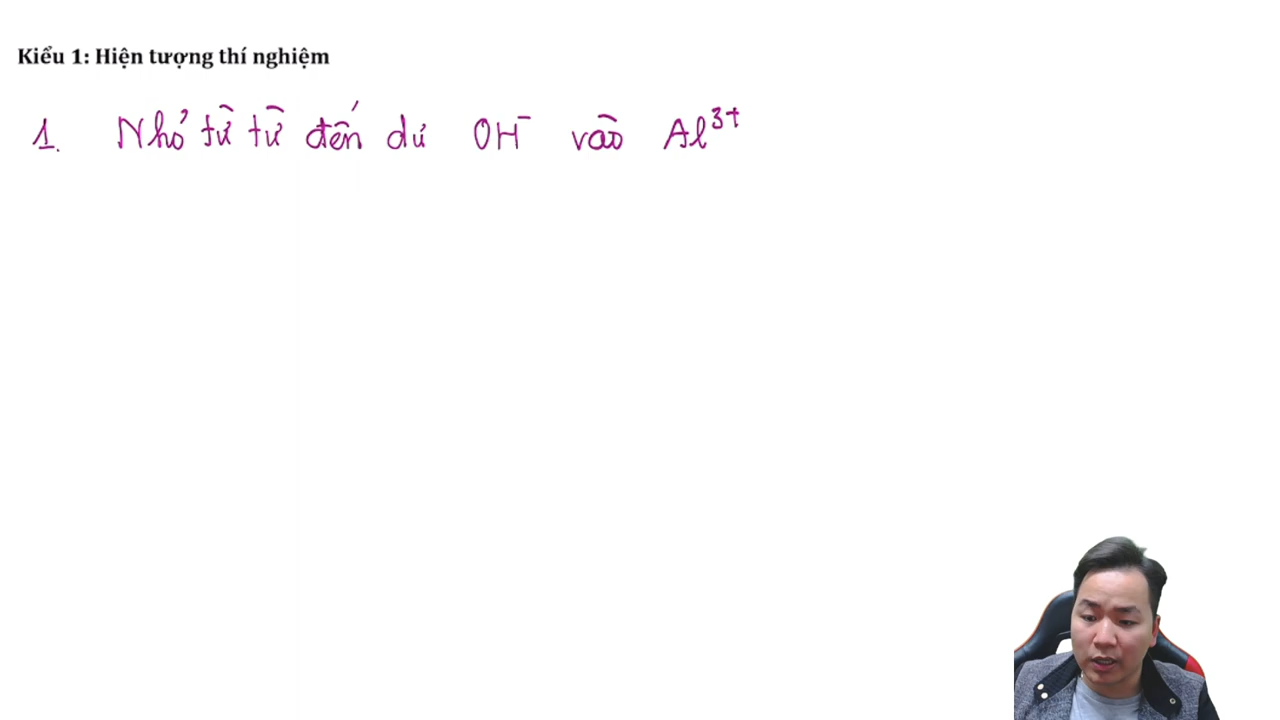 Kiểu 1: Hiện tượng thí nghiệm
1. Nhỏ từ từ đến dư OH⁻ vào Al³⁺